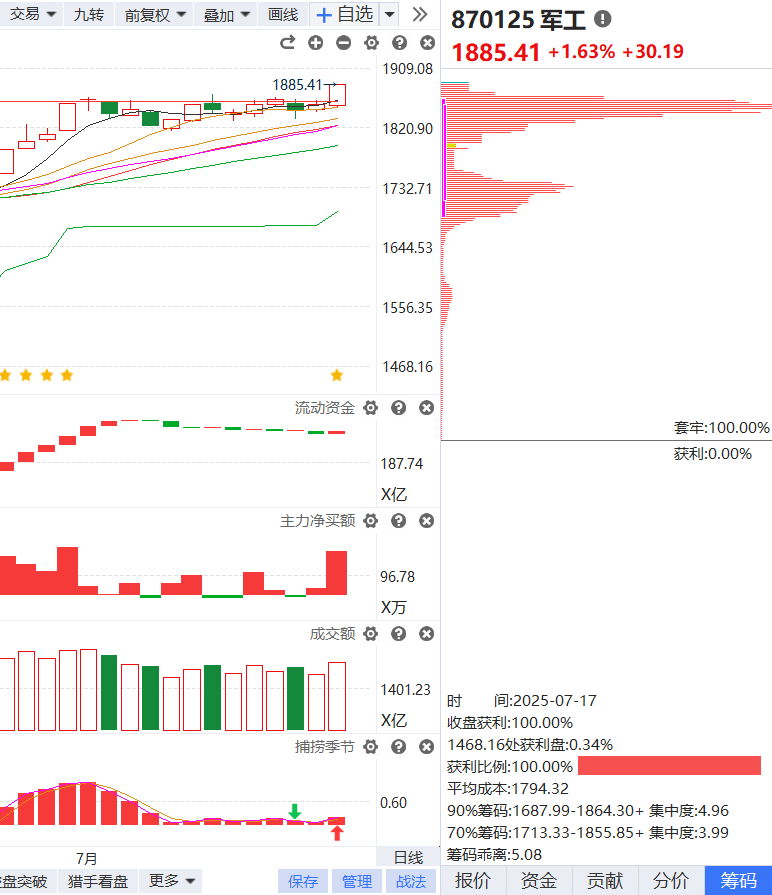 交易 九转 前复权 叠加 画线 +自选
870125 军工
1885.41 +1.63% +30.19
1909.08
1885.41→
1820.90
1732.71
1644.53
1556.35
1468.16
套牢:100.00%
获利:0.00%
流动资金
187.74
X亿
主力净买额
96.78
X万
成交额
1401.23
X亿
捕捞季节
0.60
7月
日线
时 间:2025-07-17
收盘获利:100.00%
1468.16处获利盘:0.34%
获利比例:100.00%
平均成本:1794.32
90%筹码:1687.99-1864.30+ 集中度:4.96
70%筹码:1713.33-1855.85+ 集中度:3.99
筹码乖离:5.08
盘突破 猎手看盘 更多 保存 管理 战法
报价 资金 贡献 分价 筹码